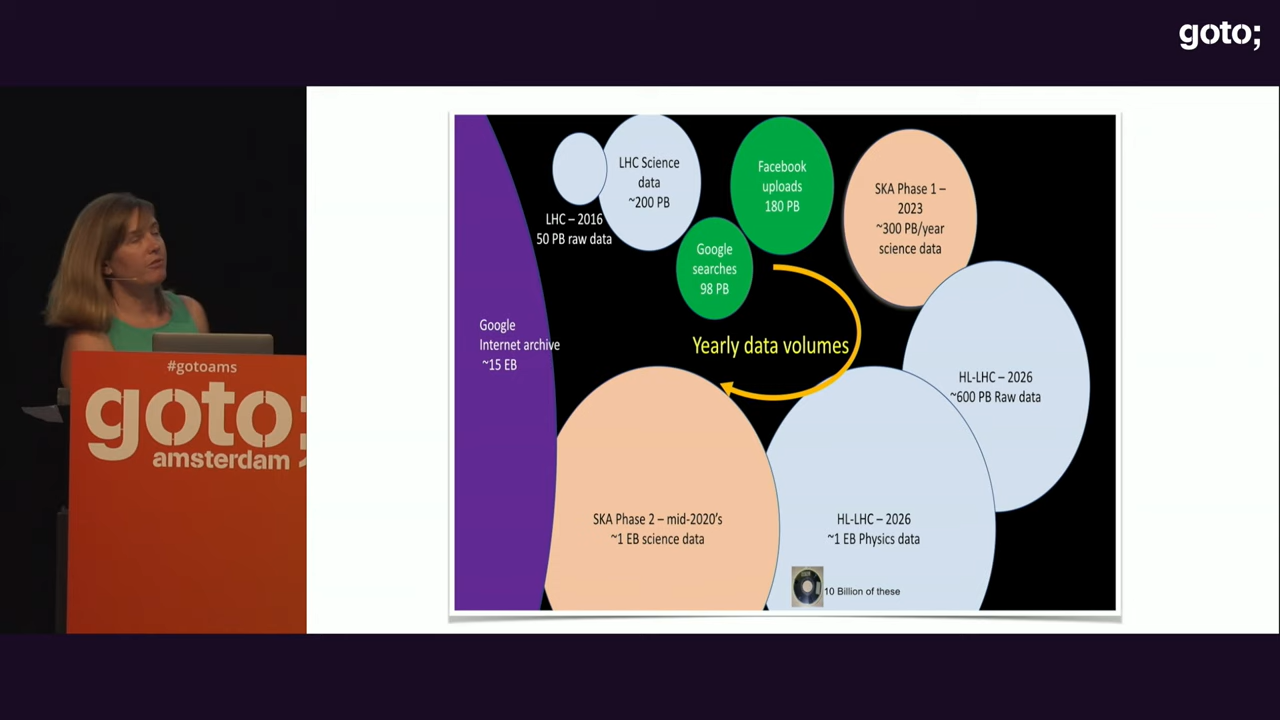 goto;
#gotoams
goto;
amsterdam
LHC Science
data
~200 PB
LHC – 2016
50 PB raw data
Facebook
uploads
180 PB
Google
searches
98 PB
SKA Phase 1 –
2023
~300 PB/year
science data
Google
Internet archive
~15 EB
Yearly data volumes
HL-LHC – 2026
~600 PB Raw data
SKA Phase 2 – mid-2020's
~1 EB science data
HL-LHC – 2026
~1 EB Physics data
10 Billion of these